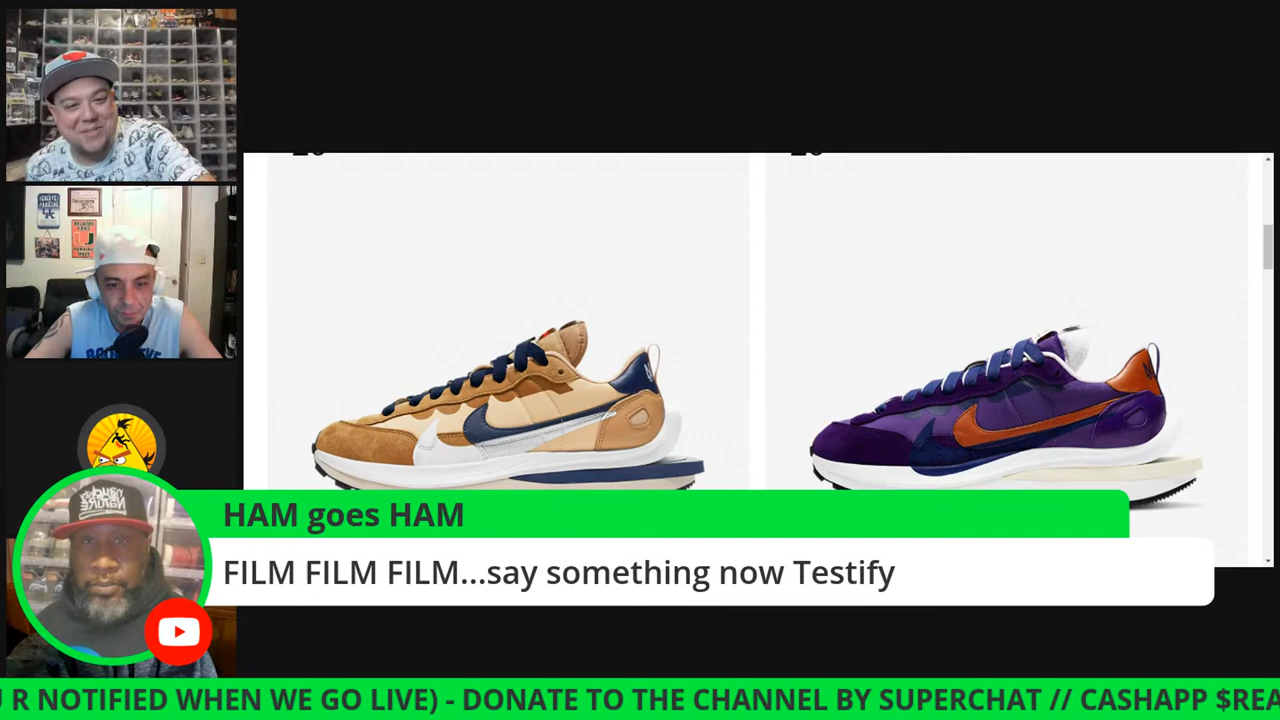 HAM goes HAM
FILM FILM FILM...say something now Testify
R NOTIFIED WHEN WE GO LIVE) - DONATE TO THE CHANNEL BY SUPERCHAT // CASHAPP $REA